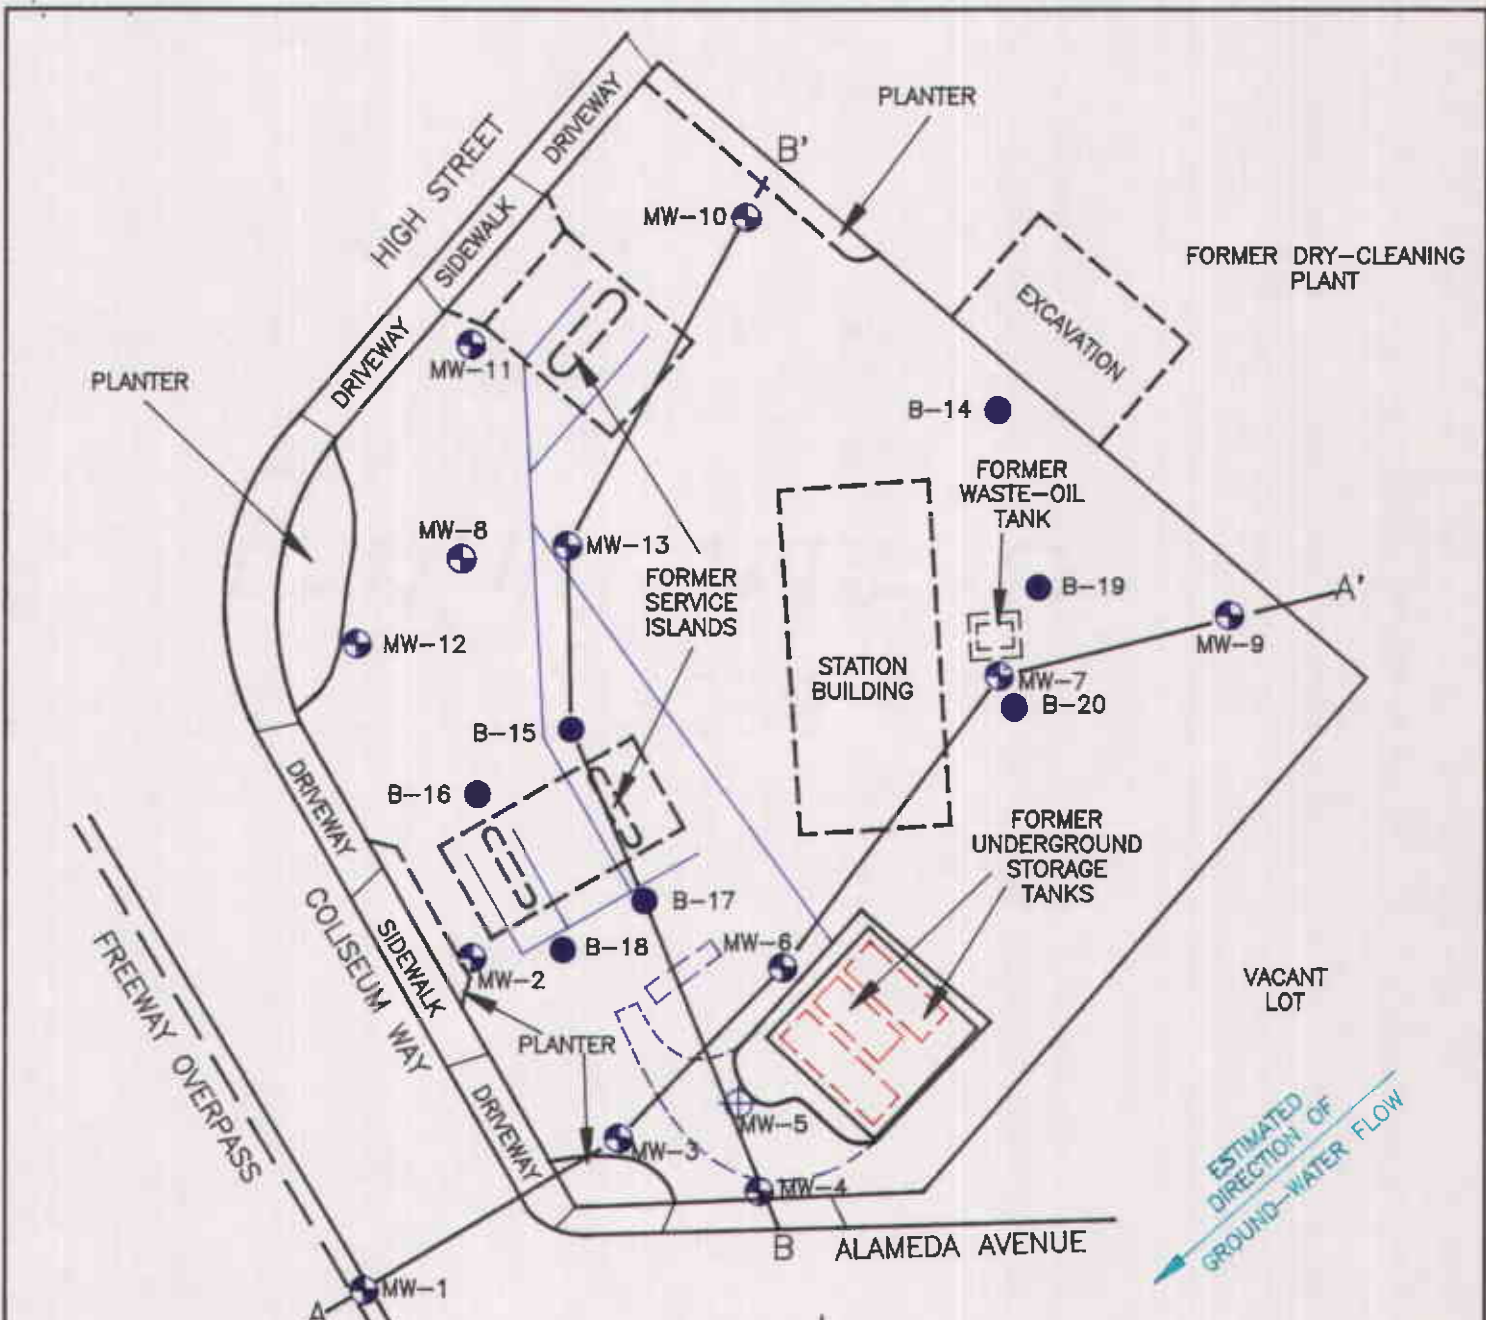 PLANTER
DRIVEWAY
HIGH STREET
B'
SIDEWALK
MW-10
FORMER DRY-CLEANING
PLANT
EXCAVATION
DRIVEWAY
MW-11
PLANTER
B-14
FORMER
WASTE-OIL
TANK
MW-8
MW-13
FORMER
SERVICE
ISLANDS
B-19
A'
MW-12
MW-9
STATION
BUILDING
MW-7
B-20
B-15
DRIVEWAY
B-16
FORMER
UNDERGROUND
STORAGE
TANKS
B-17
COLISEUM WAY
SIDEWALK
B-18
MW-6
MW-2
FREEWAY OVERPASS
VACANT
LOT
PLANTER
DRIVEWAY
MW-5
MW-3
ESTIMATED
DIRECTION OF
GROUND-WATER FLOW
MW-4
B
ALAMEDA AVENUE
MW-1
A